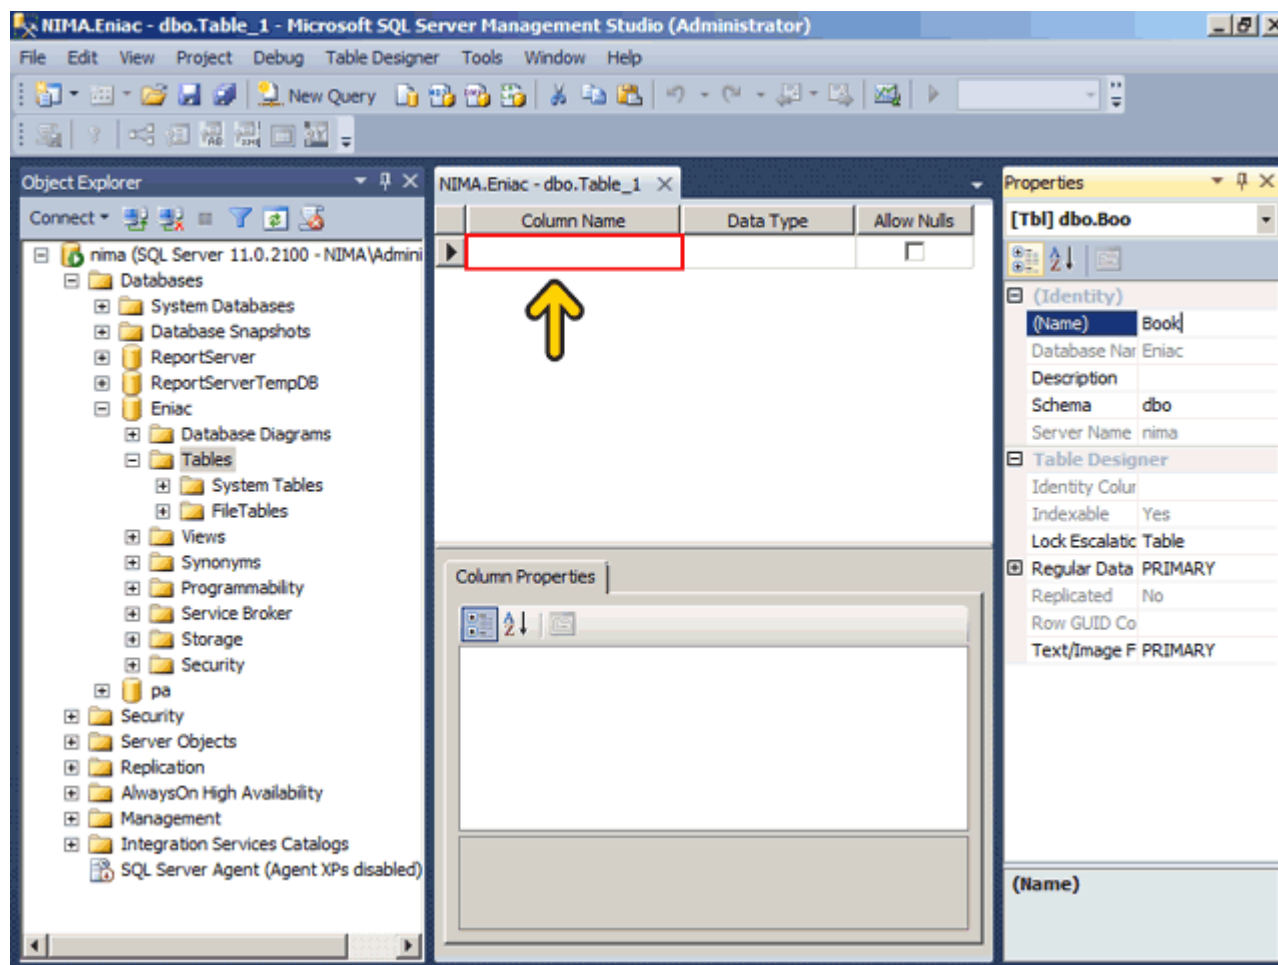 NIMA.Eniac - dbo.Table_1 - Microsoft SQL Server Management Studio (Administrator)
File Edit View Project Debug Table Designer Tools Window Help
New Query
Object Explorer
Connect
nima (SQL Server 11.0.2100 - NIMA\Admini
Databases
System Databases
Database Snapshots
ReportServer
ReportServerTempDB
Eniac
Database Diagrams
Tables
System Tables
FileTables
Views
Synonyms
Programmability
Service Broker
Storage
Security
pa
Security
Server Objects
Replication
AlwaysOn High Availability
Management
Integration Services Catalogs
SQL Server Agent (Agent XPs disabled)
NIMA.Eniac - dbo.Table_1
Column Name Data Type Allow Nulls
Column Properties
Properties
[Tbl] dbo.Boo
(Identity)
(Name) Book
Database Nar Eniac
Description
Schema dbo
Server Name nima
Table Designer
Identity Colur
Indexable Yes
Lock Escalatic Table
Regular Data PRIMARY
Replicated No
Row GUID Co
Text/Image F PRIMARY
(Name)